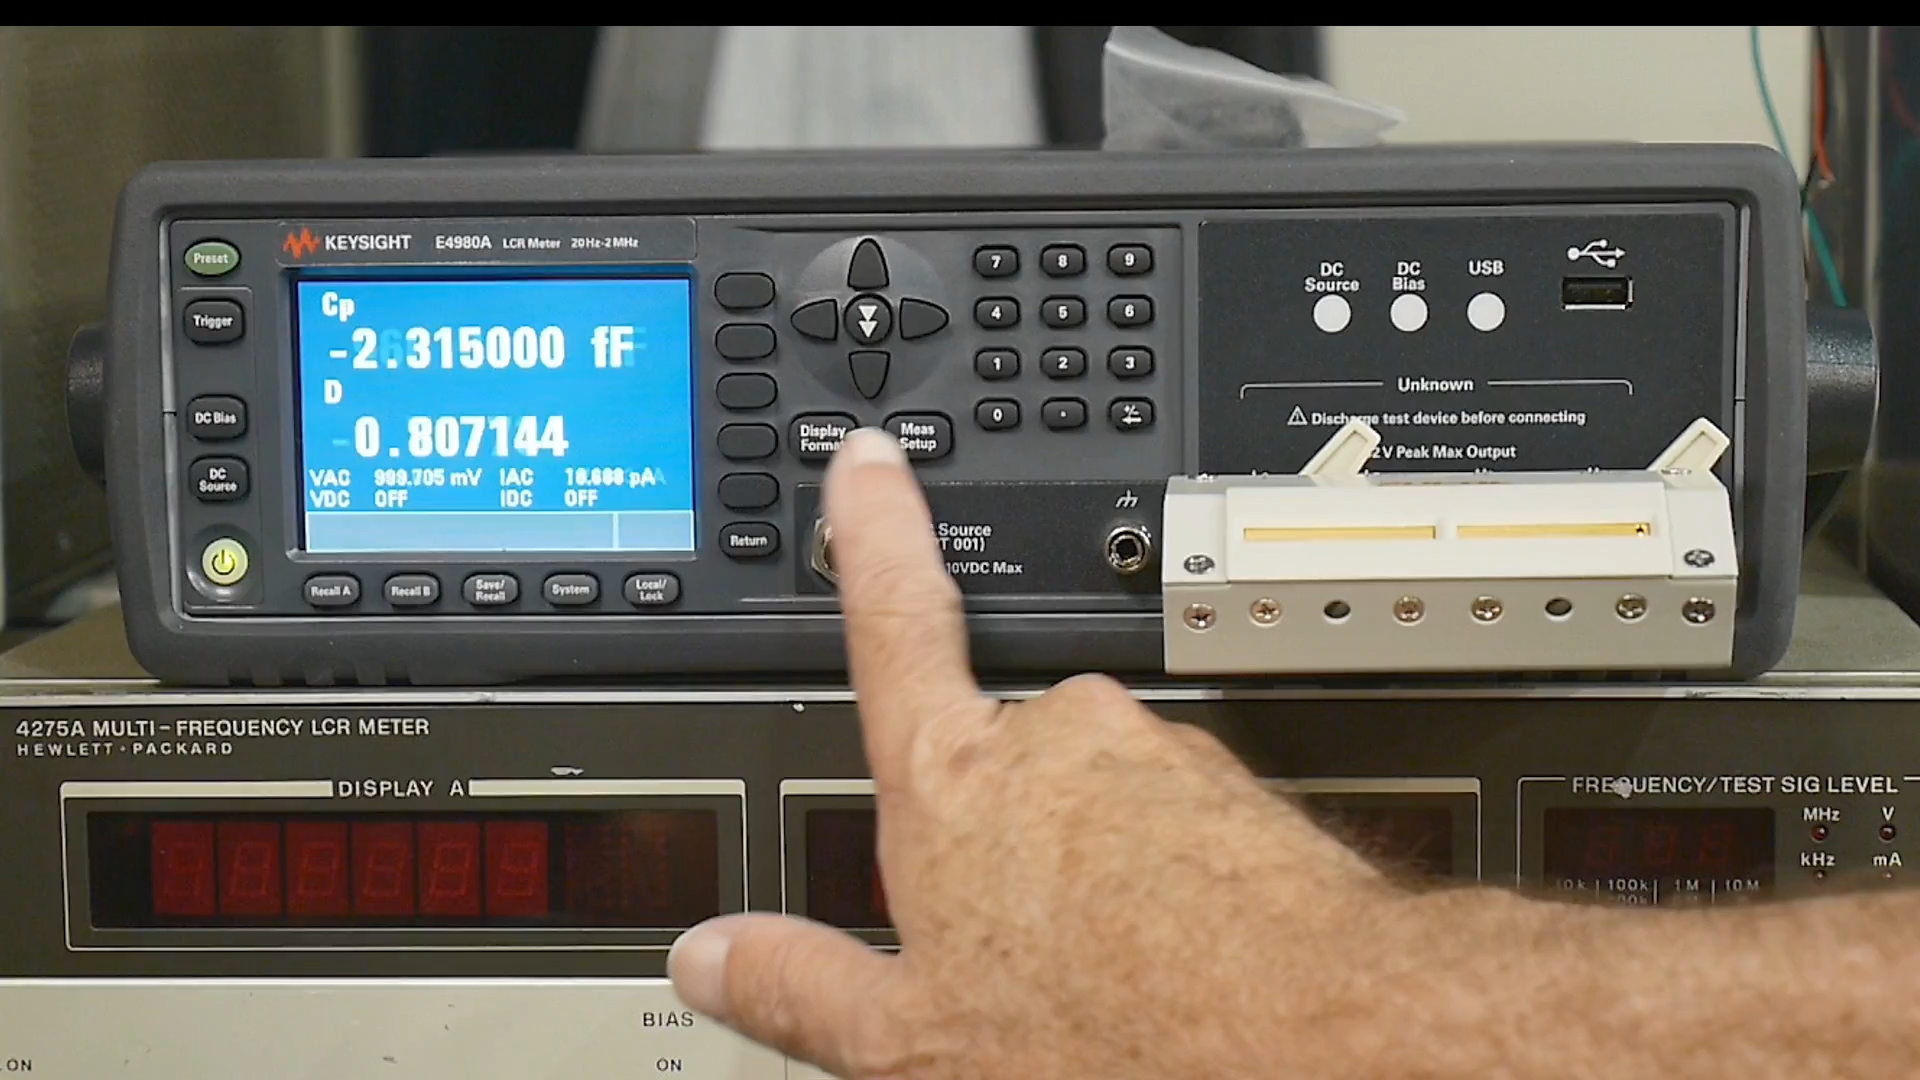 Preset
KEYSIGHT E4980A LCR Meter 20Hz-2MHz
Trigger
DC Bias
DC Source
Cp
-2.315000 fF
D
-0.807144
VAC 999.705 mV IAC pA
VDC OFF IDC OFF
Return
Recall A
Recall B
Save/Recall
System
Local/Lock
Display Format
Meas Setup
7 8 9
4 5 6
1 2 3
0 .
Source
001)
10VDC Max
DC Source
DC Bias
USB
Unknown
Discharge test device before connecting
2V Peak Max Output
4275A MULTI-FREQUENCY LCR METER
HEWLETT·PACKARD
DISPLAY A
FREQUENCY/TEST SIG LEVEL
MHz V
kHz mA
10k 100k 1M 10M
BIAS
ON
ON